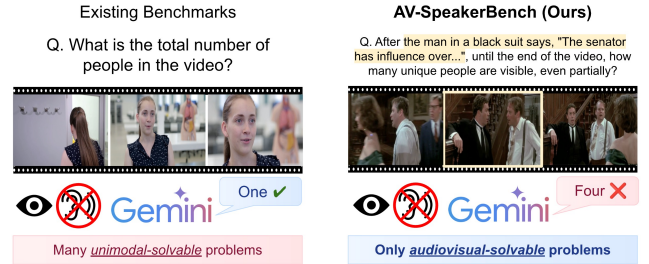 Existing Benchmarks
Q. What is the total number of
people in the video?
Gemini
One ✔
Many unimodal-solvable problems
AV-SpeakerBench (Ours)
Q. After the man in a black suit says, "The senator
has influence over...", until the end of the video, how
many unique people are visible, even partially?
Gemini
Four ❌
Only audiovisual-solvable problems